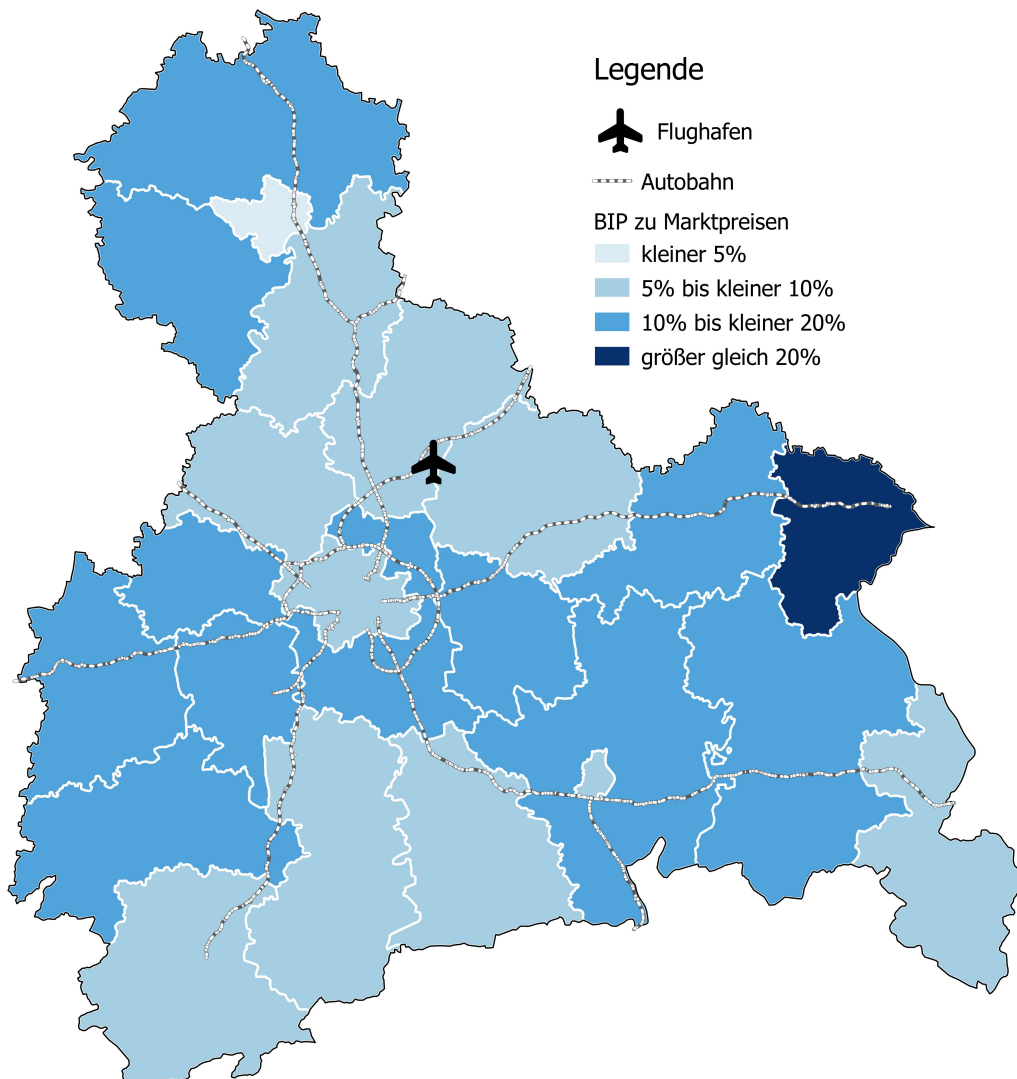 Legende
Flughafen
Autobahn
BIP zu Marktpreisen
kleiner 5%
5% bis kleiner 10%
10% bis kleiner 20%
größer gleich 20%